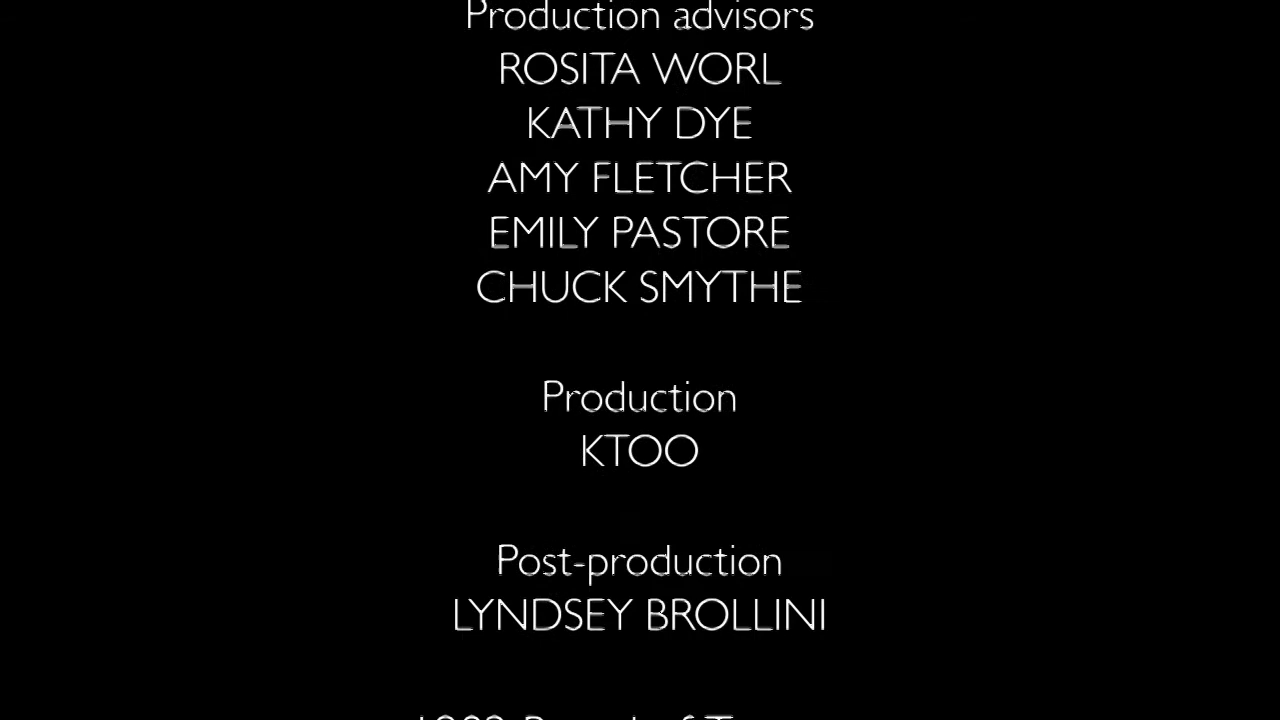 Production advisors
ROSITA WORL
KATHY DYE
AMY FLETCHER
EMILY PASTORE
CHUCK SMYTHE
Production
KTOO
Post-production
LYNDSEY BROLLINI